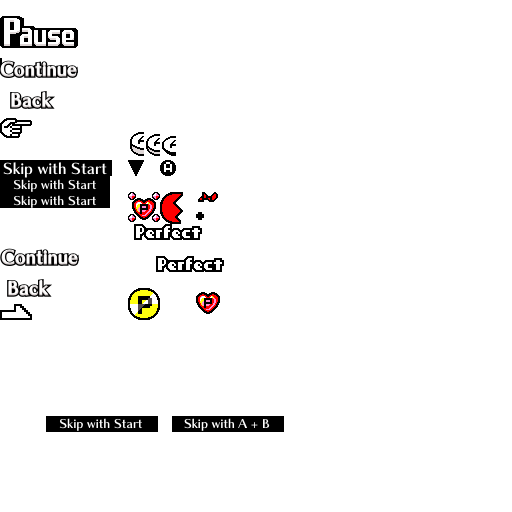 Pause
Continue
Back
A
Skip with Start
Skip with Start
Skip with Start
P
Perfect
Continue
Perfect
Back
P
P
Skip with Start
Skip with A + B